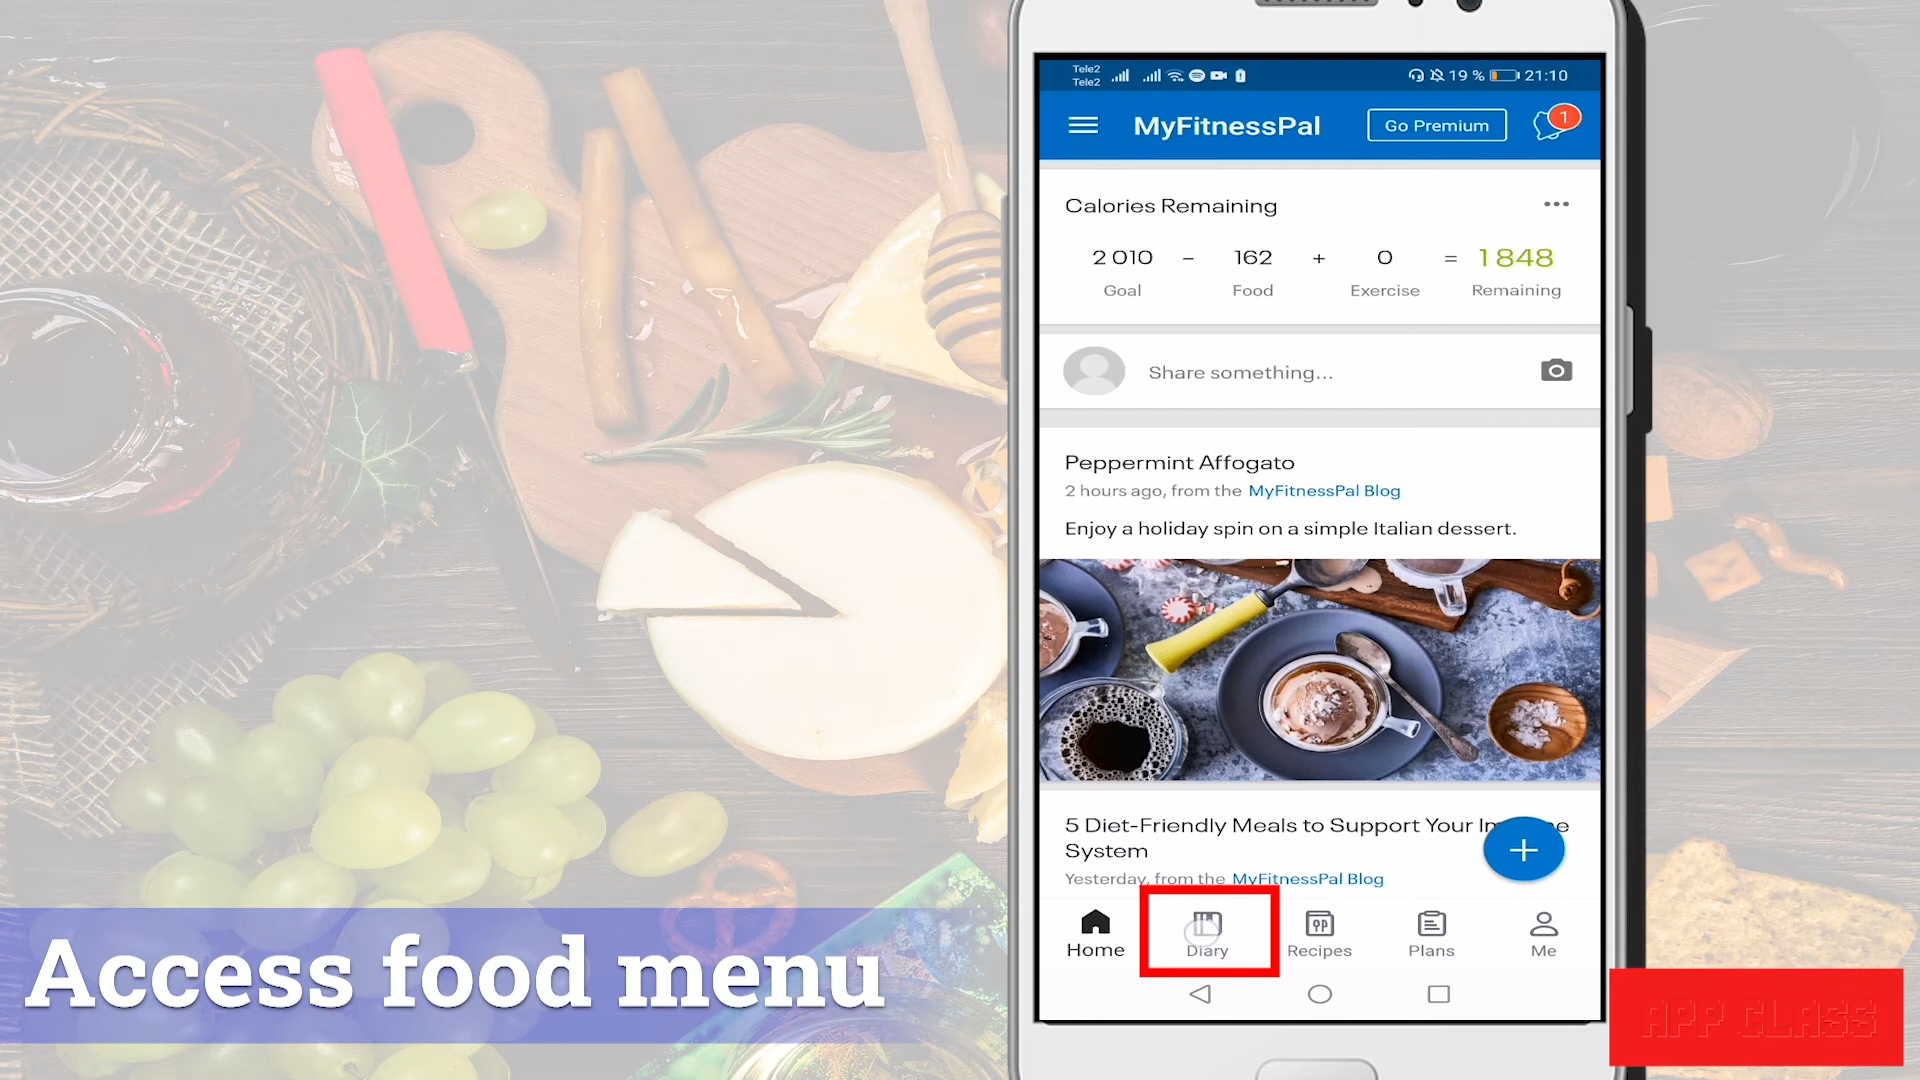 Tele2
Tele2
19 % 21:10
MyFitnessPal Go Premium 1
Calories Remaining
2 010 - 162 + 0 = 1 848
Goal Food Exercise Remaining
Share something...
Peppermint Affogato
2 hours ago, from the MyFitnessPal Blog
Enjoy a holiday spin on a simple Italian dessert.
5 Diet-Friendly Meals to Support Your
System
Yesterday, from the MyFitnessPal Blog
Home Diary Recipes Plans Me
Access food menu
APP CLASS